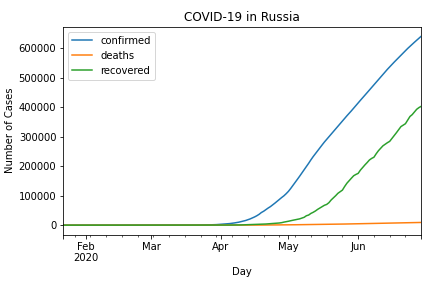 COVID-19 in Russia
confirmed
deaths
recovered
Number of Cases
600000
500000
400000
300000
200000
100000
0
Feb Mar Apr May Jun
2020
Day